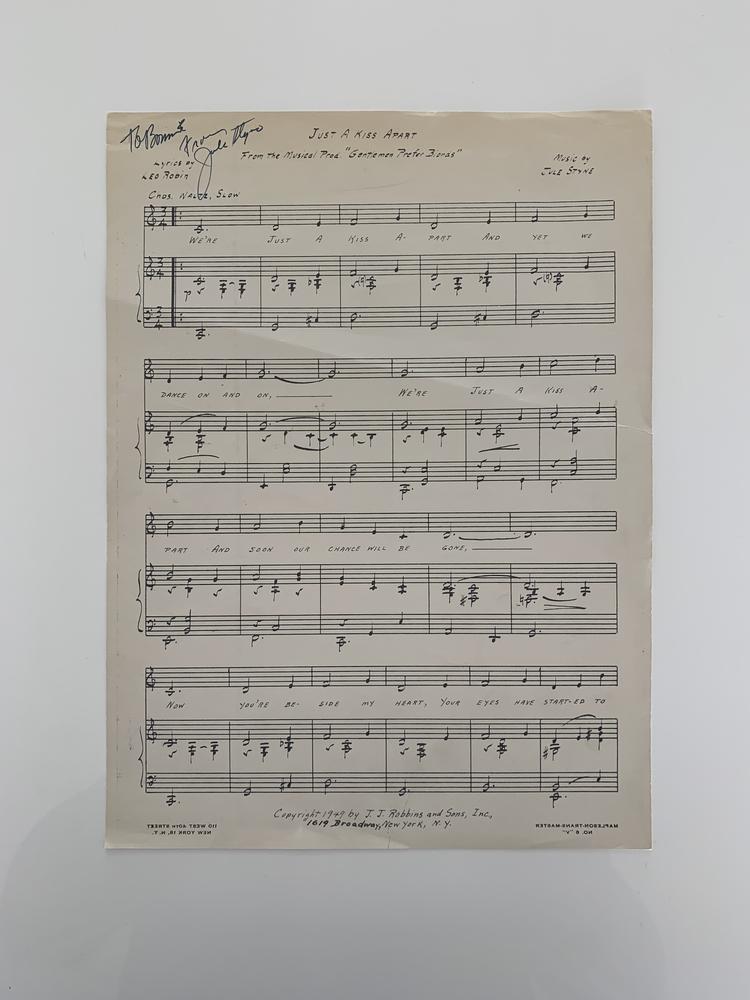 To Bonnie
From
Jule Styne
JUST A KISS APART
From the Musical Prod. "Gentlemen Prefer Blonds"
LYRICS BY
LEO ROBIN
MUSIC BY
JULE STYNE
CHOS. WALTZ, SLOW
WE'RE JUST A KISS A- PART AND YET WE
P
DANCE ON AND ON, WE'RE JUST A KISS A-
PART AND SOON OUR CHANCE WILL BE GONE,
NOW YOU'RE BE- SIDE MY HEART, YOUR EYES HAVE START-ED TO
Copyright 1949 by J. J. Robbins and Sons, Inc.,
1619 Broadway, New York, N. Y.
110 WEST 40TH STREET
NEW YORK 18, N. Y.
MAPLESON-TRANS-MASTER
NO. 6 "V"